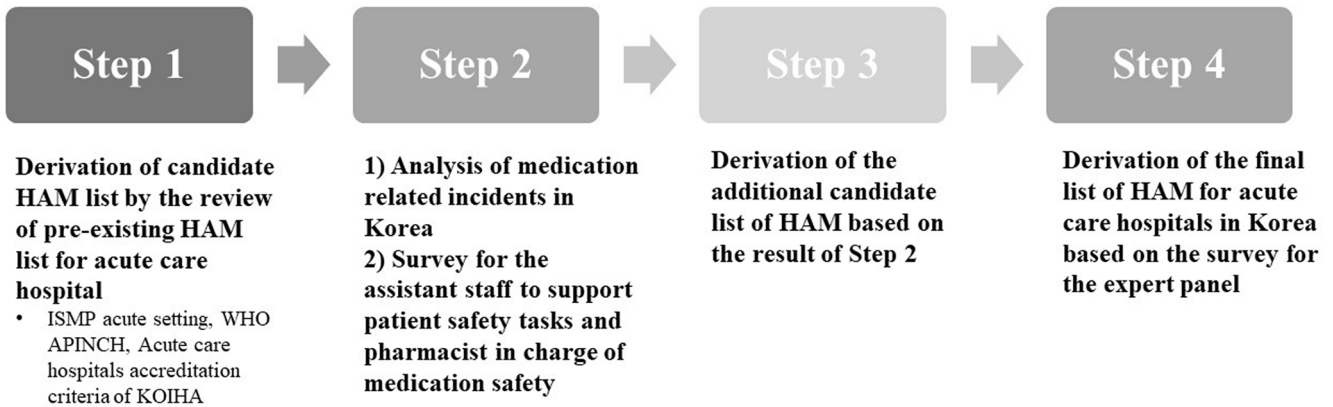 Step 1
Step 2
Step 3
Step 4
Derivation of candidate
HAM list by the review
of pre-existing HAM
list for acute care
hospital
• ISMP acute setting, WHO
APINCH, Acute care
hospitals accreditation
criteria of KOIHA
1) Analysis of medication
related incidents in
Korea
2) Survey for the
assistant staff to support
patient safety tasks and
pharmacist in charge of
medication safety
Derivation of the
additional candidate
list of HAM based on
the result of Step 2
Derivation of the final
list of HAM for acute
care hospitals in Korea
based on the survey for
the expert panel